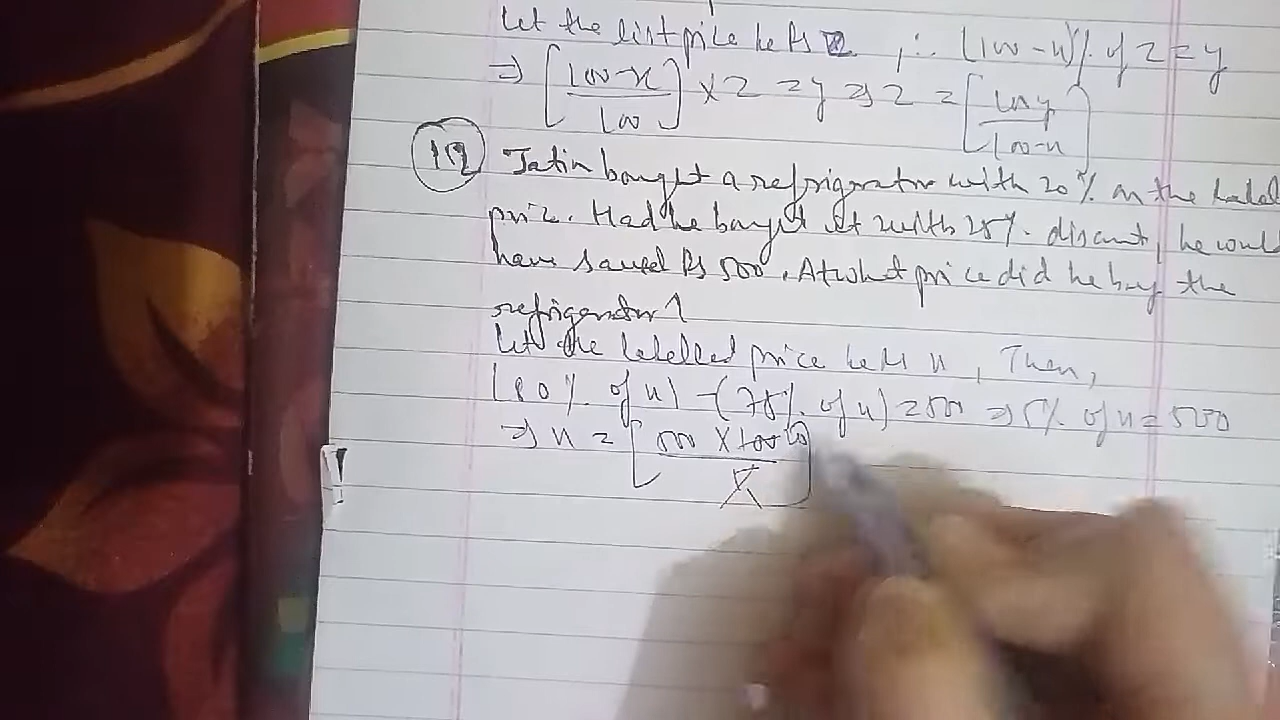 Let the list price be Rs z, ∴ (100-x)% of z = y
⇒ [(100-x)/100] × z = y ⇒ z = [100y/100-x]
19 Jatin bought a refrigerator with 20% on the label
price. Had he bought it with 25% discount, he would
have saved Rs 500. At what price did he buy the
refrigerator?
Let the labelled price be Rs x, Then,
(80% of x) - (75% of x) = 500 ⇒ 5% of x = 500
⇒ x = [500 × 100/5]